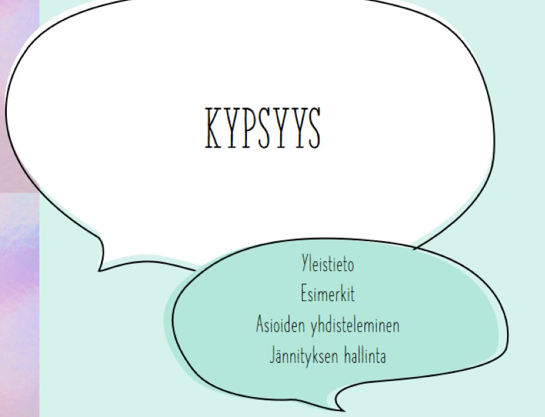 KYPSYYS
Yleistieto
Esimerkit
Asioiden yhdisteleminen
Jännityksen hallinta